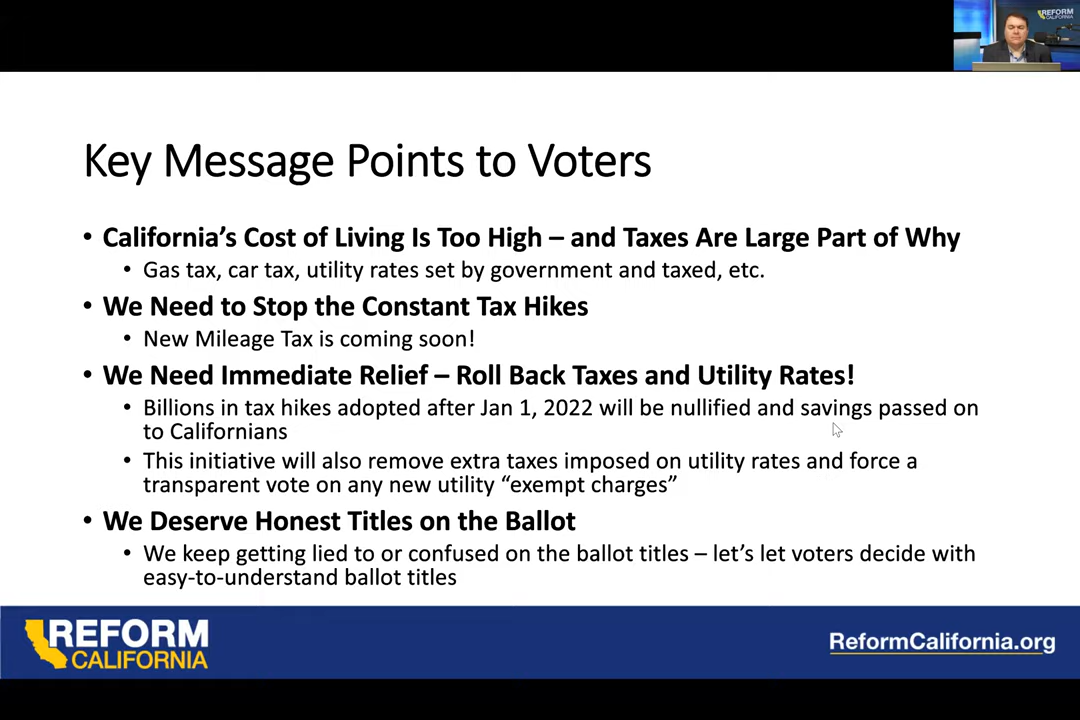 REFORM
CALIFORNIA
Key Message Points to Voters
• California’s Cost of Living Is Too High – and Taxes Are Large Part of Why
• Gas tax, car tax, utility rates set by government and taxed, etc.
• We Need to Stop the Constant Tax Hikes
• New Mileage Tax is coming soon!
• We Need Immediate Relief – Roll Back Taxes and Utility Rates!
• Billions in tax hikes adopted after Jan 1, 2022 will be nullified and savings passed on
to Californians
• This initiative will also remove extra taxes imposed on utility rates and force a
transparent vote on any new utility “exempt charges”
• We Deserve Honest Titles on the Ballot
• We keep getting lied to or confused on the ballot titles – let’s let voters decide with
easy-to-understand ballot titles
REFORM
CALIFORNIA
ReformCalifornia.org